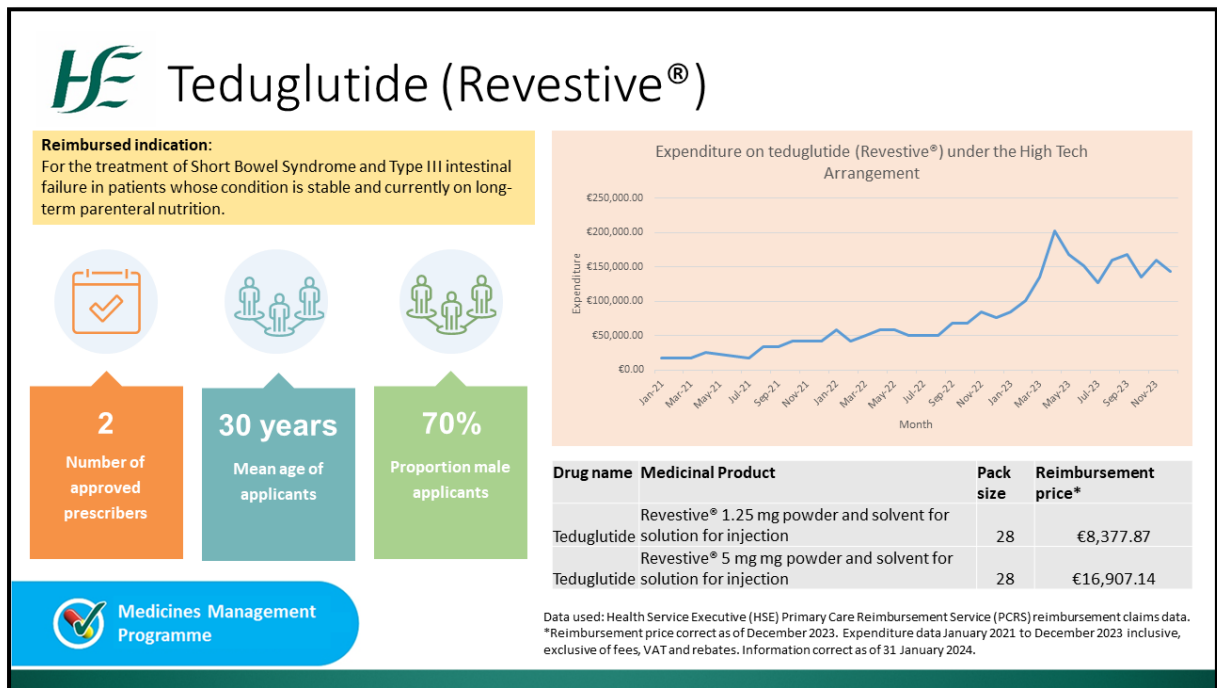 HSE
Teduglutide (Revestive®)
Reimbursed indication:
For the treatment of Short Bowel Syndrome and Type III intestinal
failure in patients whose condition is stable and currently on long-
term parenteral nutrition.
2
Number of
approved
prescribers
30 years
Mean age of
applicants
70%
Proportion male
applicants
Medicines Management
Programme
Expenditure on teduglutide (Revestive®) under the High Tech
Arrangement
Expenditure
€250,000.00
€200,000.00
€150,000.00
€100,000.00
€50,000.00
€0.00
Jan-21
Mar-21
May-21
Jul-21
Sep-21
Nov-21
Jan-22
Mar-22
May-22
Jul-22
Sep-22
Nov-22
Jan-23
Mar-23
May-23
Jul-23
Sep-23
Nov-23
Month
Drug name Medicinal Product Pack size Reimbursement price*
Teduglutide Revestive® 1.25 mg powder and solvent for
solution for injection 28 €8,377.87
Teduglutide Revestive® 5 mg mg powder and solvent for
solution for injection 28 €16,907.14
Data used: Health Service Executive (HSE) Primary Care Reimbursement Service (PCRS) reimbursement claims data.
*Reimbursement price correct as of December 2023. Expenditure data January 2021 to December 2023 inclusive,
exclusive of fees, VAT and rebates. Information correct as of 31 January 2024.